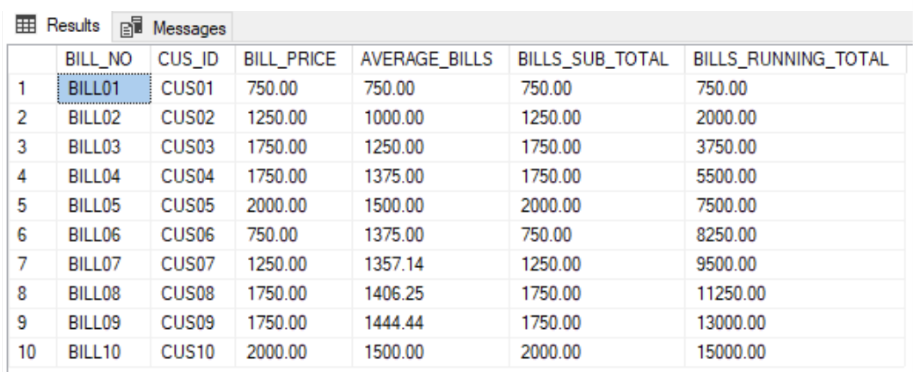 Results Messages
BILL_NO CUS_ID BILL_PRICE AVERAGE_BILLS BILLS_SUB_TOTAL BILLS_RUNNING_TOTAL
1 BILL01 CUS01 750.00 750.00 750.00 750.00
2 BILL02 CUS02 1250.00 1000.00 1250.00 2000.00
3 BILL03 CUS03 1750.00 1250.00 1750.00 3750.00
4 BILL04 CUS04 1750.00 1375.00 1750.00 5500.00
5 BILL05 CUS05 2000.00 1500.00 2000.00 7500.00
6 BILL06 CUS06 750.00 1375.00 750.00 8250.00
7 BILL07 CUS07 1250.00 1357.14 1250.00 9500.00
8 BILL08 CUS08 1750.00 1406.25 1750.00 11250.00
9 BILL09 CUS09 1750.00 1444.44 1750.00 13000.00
10 BILL10 CUS10 2000.00 1500.00 2000.00 15000.00